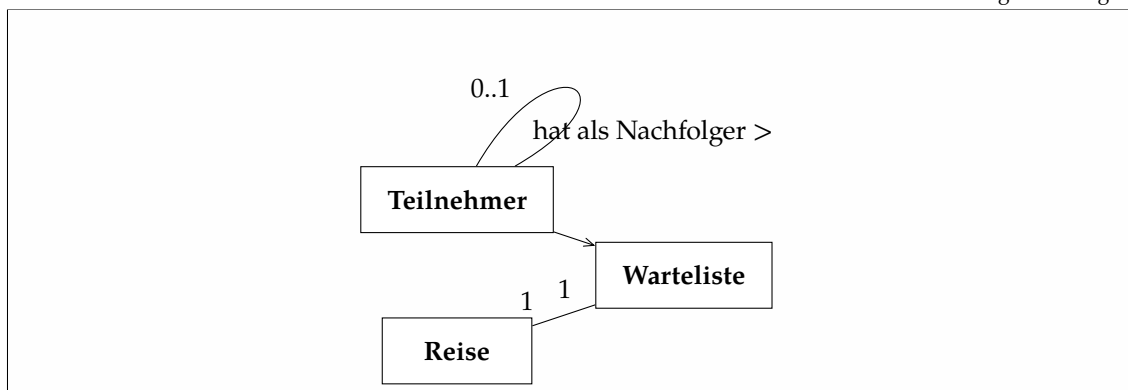 0..1
hat als Nachfolger >
Teilnehmer
Warteliste
1
1
Reise